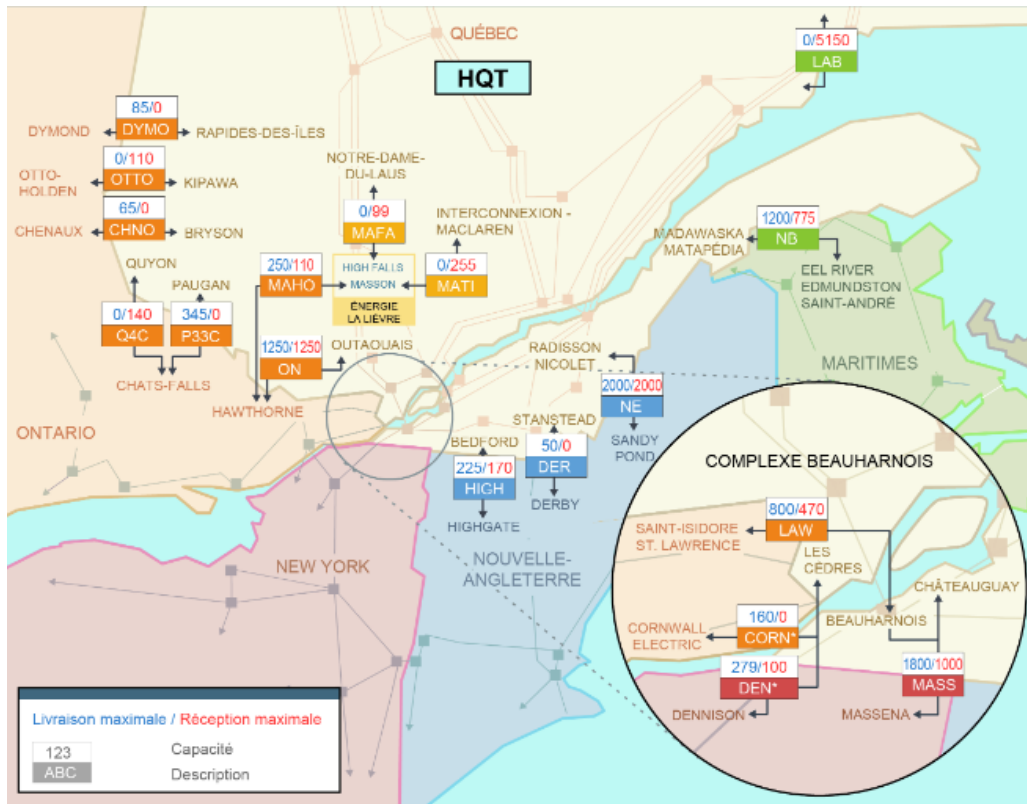 QUÉBEC
HQT
0/5150
LAB
85/0
DYMO
DYMOND
RAPIDES-DES-ÎLES
0/110
OTTO
OTTO-
HOLDEN
KIPAWA
65/0
CHNO
CHENAUX
BRYSON
NOTRE-DAME-
DU-LAUS
0/99
MAFA
INTERCONNEXION -
MACLAREN
0/255
MATI
250/110
MAHO
HIGH FALLS
MASSON
ÉNERGIE
LA LIÈVRE
QUYON
PAUGAN
0/140
Q4C
345/0
P33C
CHATS-FALLS
1250/1250
ON
OUTAOUAIS
HAWTHORNE
MADAWASKA
MATAPÉDIA
1200/775
NB
EEL RIVER
EDMUNDSTON
SAINT-ANDRÉ
MARITIMES
RADISSON
NICOLET
2000/2000
NE
SANDY
POND
STANSTEAD
50/0
DER
DERBY
BEDFORD
225/170
HIGH
HIGHGATE
ONTARIO
NEW YORK
NOUVELLE-
ANGLETERRE
COMPLEXE BEAUHARNOIS
800/470
LAW
SAINT-ISIDORE
ST. LAWRENCE
LES
CÈDRES
CHÂTEAUGUAY
BEAUHARNOIS
160/0
CORN*
CORNWALL
ELECTRIC
279/100
DEN*
DENNISON
1800/1000
MASS
MASSENA
Livraison maximale / Réception maximale
123
Capacité
ABC
Description